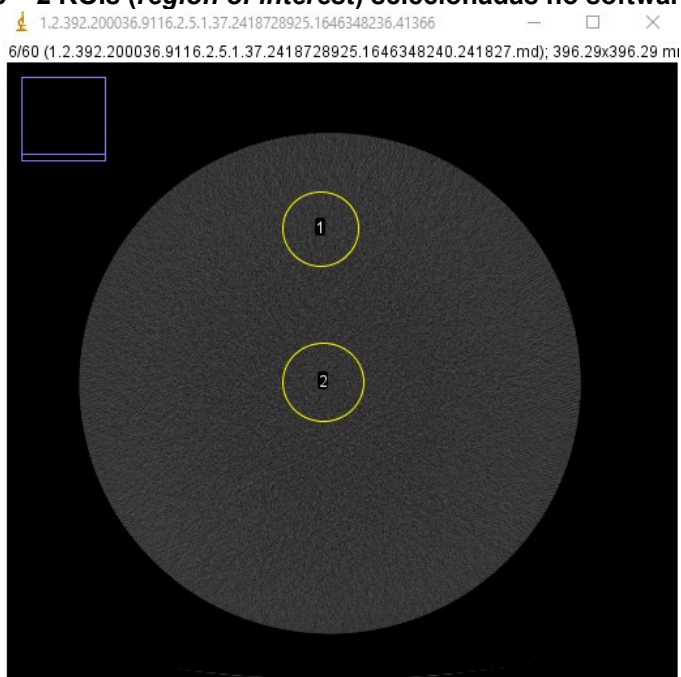 2 ROIs (region of interest) selecionadas no softwar
1.2.392.200036.9116.2.5.1.37.2418728925.1646348236.41366
6/60 (1.2.392.200036.9116.2.5.1.37.2418728925.1646348240.241827.md); 396.29x396.29 m
1
2